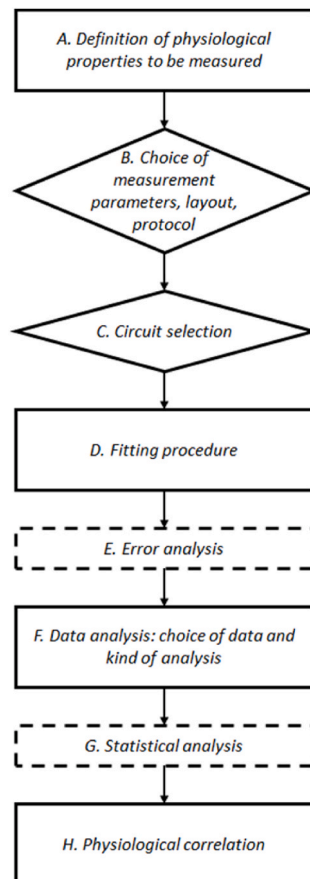 A. Definition of physiological
properties to be measured
B. Choice of
measurement
parameters, layout,
protocol
C. Circuit selection
D. Fitting procedure
E. Error analysis
F. Data analysis: choice of data and
kind of analysis
G. Statistical analysis
H. Physiological correlation